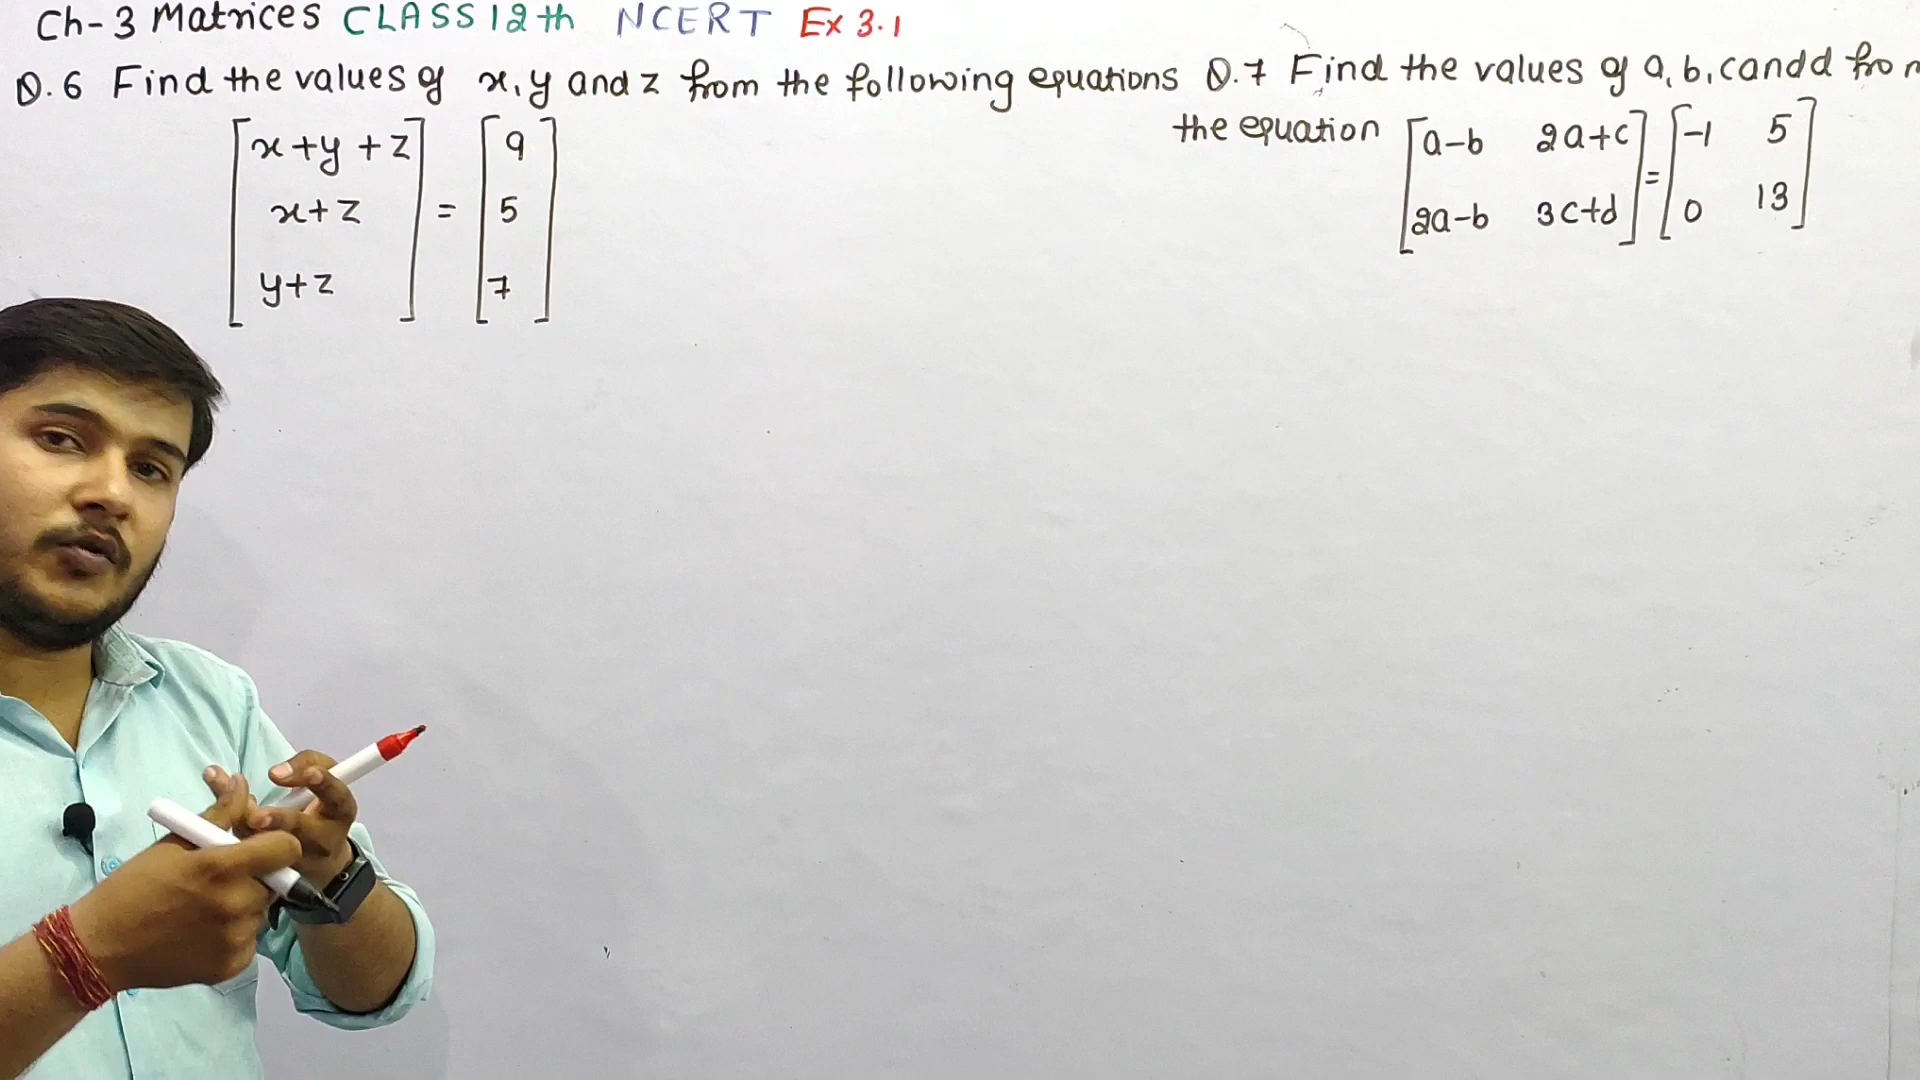 Ch-3 Matrices CLASS 12th NCERT Ex 3.1
Q.6 Find the values of x, y and z from the following equations
[x+y+z] = [9]
[x+z] = [5]
[y+z] = [7]
Q.7 Find the values of a, b, c and d from
the equation [a-b 2a+c] = [-1 5]
[2a-b 3c+d] = [0 13]